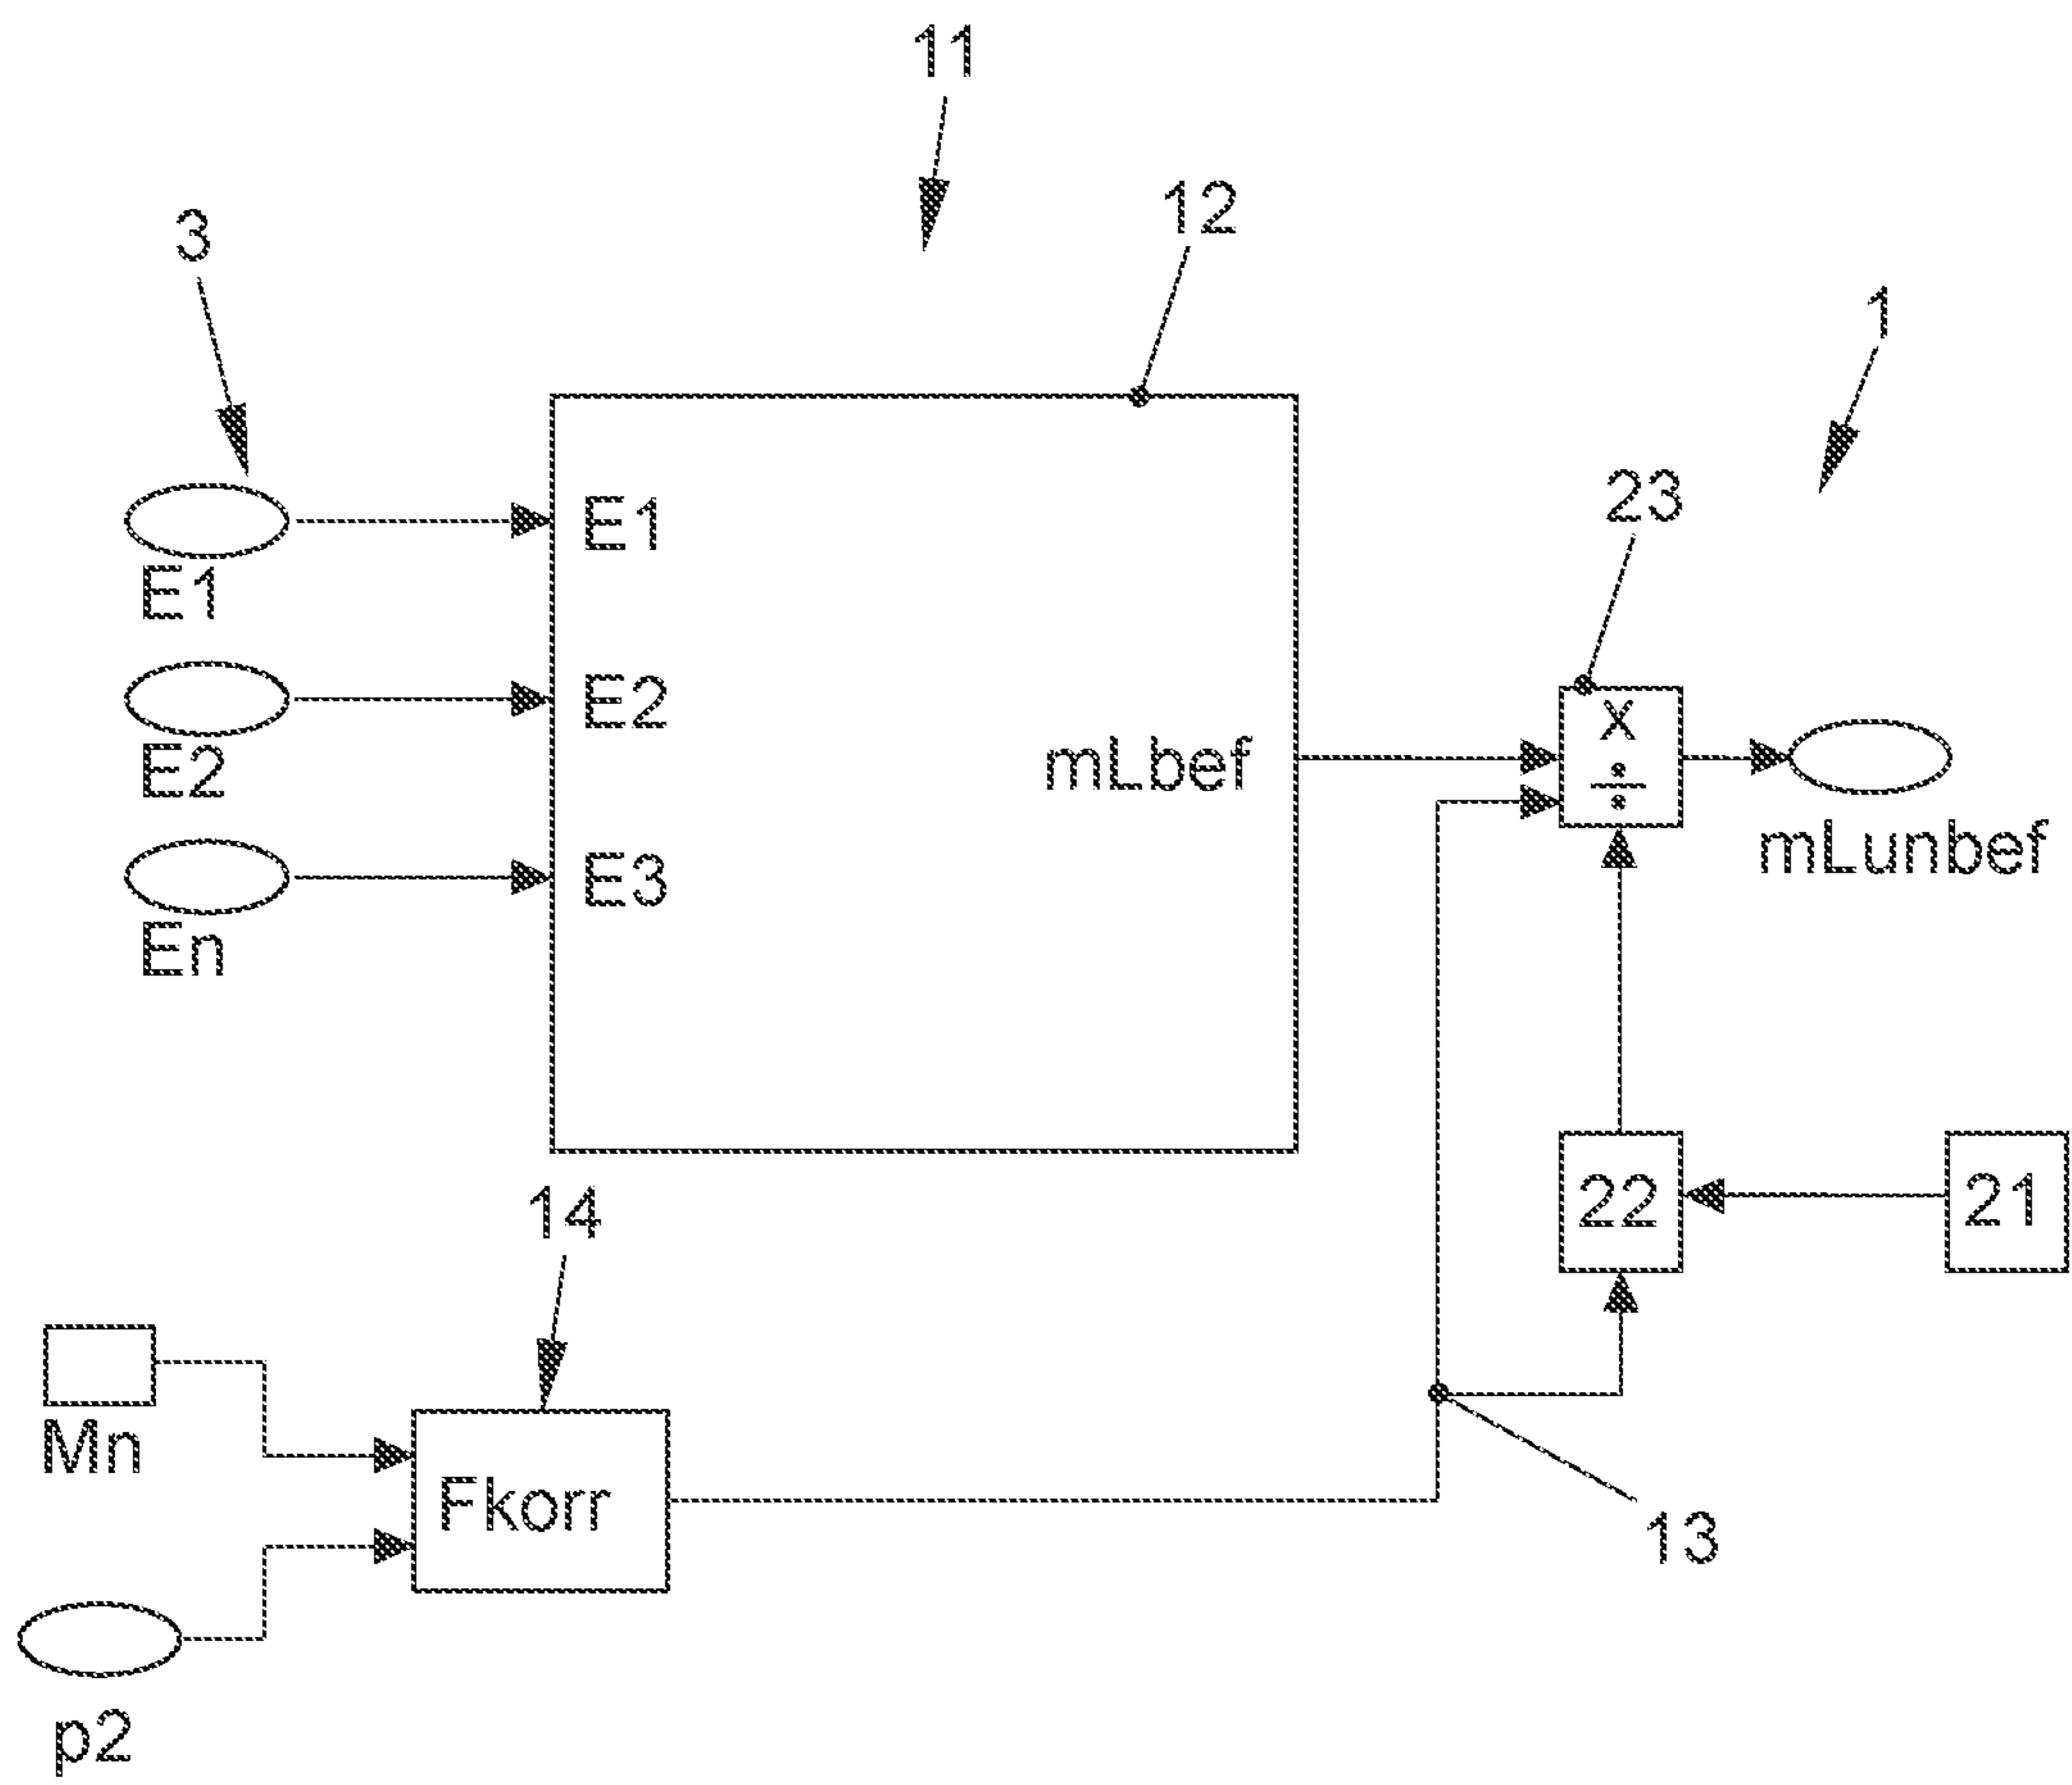 11
12
3
1
23
E1
E1
E2
E2
mLbef
X
÷
mLunbef
E3
En
14
22
21
Mn
Fkorr
13
p2